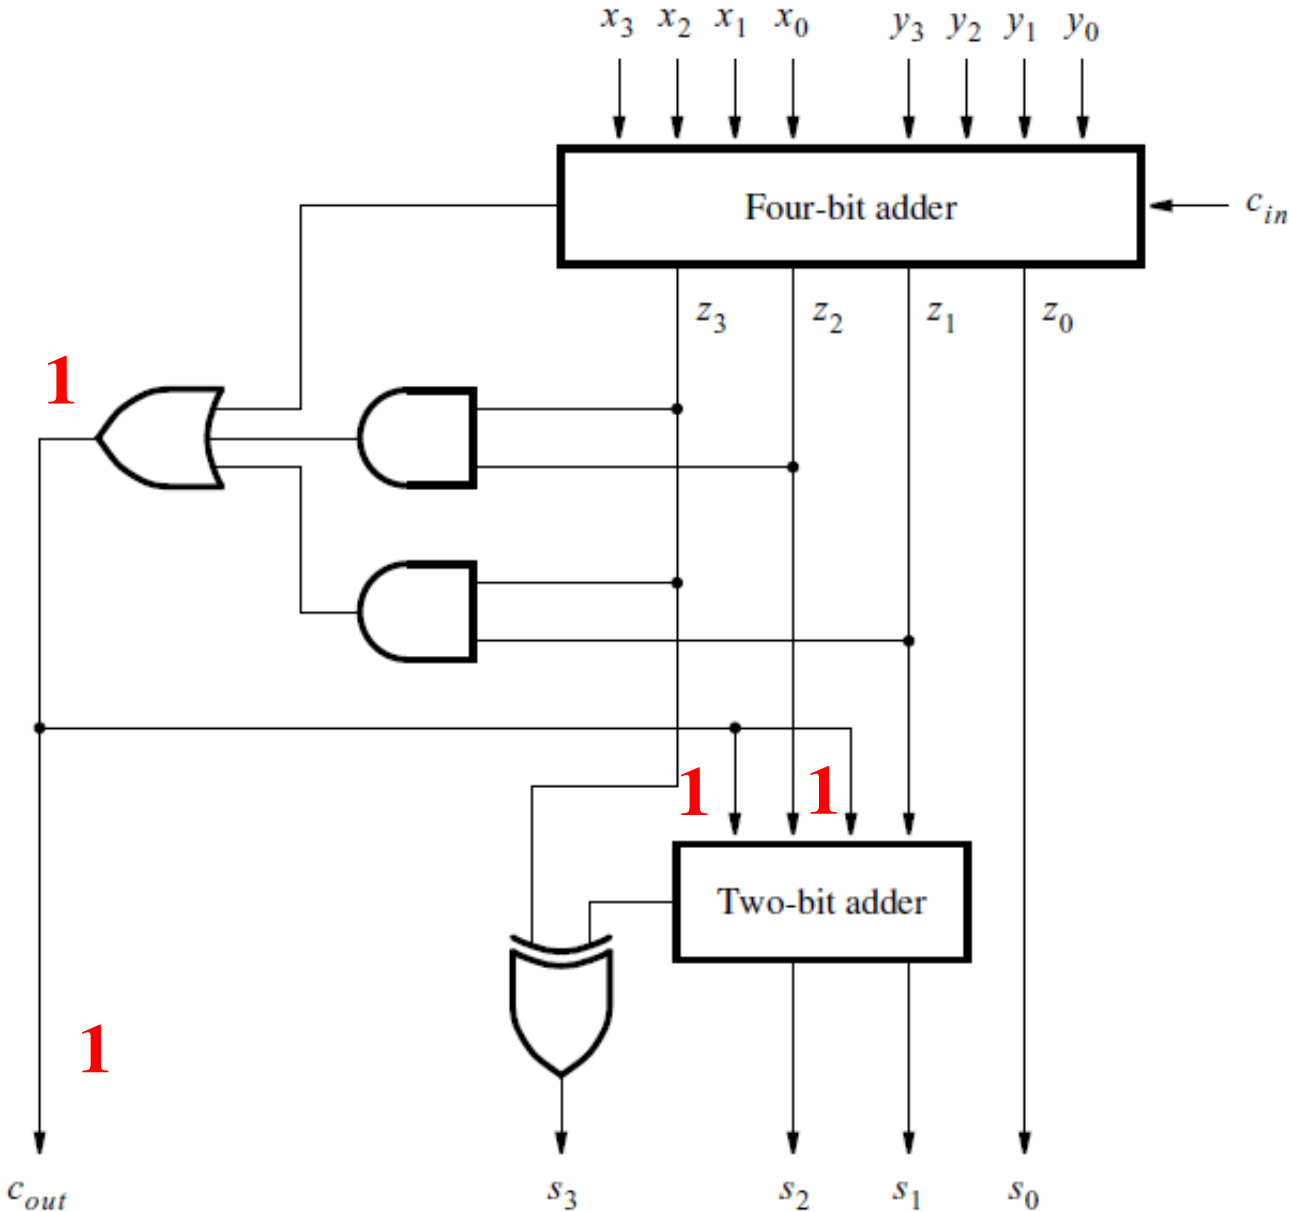 x3 x2 x1 x0 y3 y2 y1 y0
Four-bit adder
cin
z3 z2 z1 z0
1
1 1
Two-bit adder
1
cout s3 s2 s1 s0